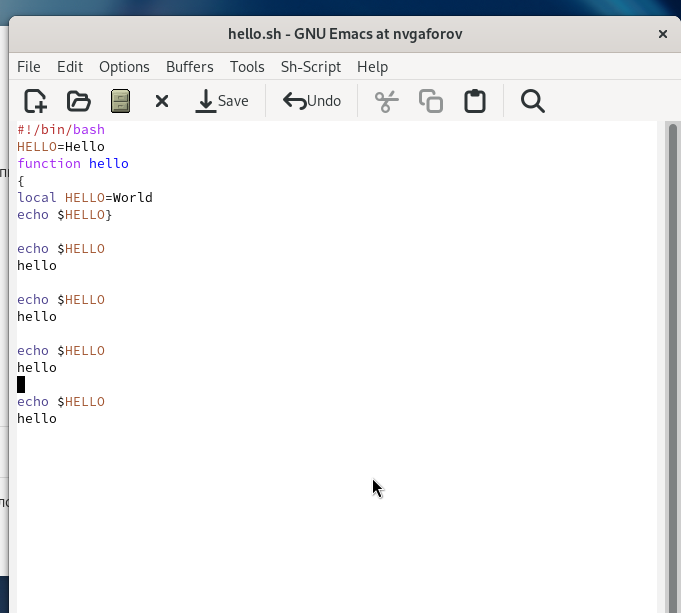 hello.sh - GNU Emacs at nvgaforov
File Edit Options Buffers Tools Sh-Script Help
Save Undo
#!/bin/bash
HELLO=Hello
function hello
{
local HELLO=World
echo $HELLO}
echo $HELLO
hello
echo $HELLO
hello
echo $HELLO
hello
echo $HELLO
hello